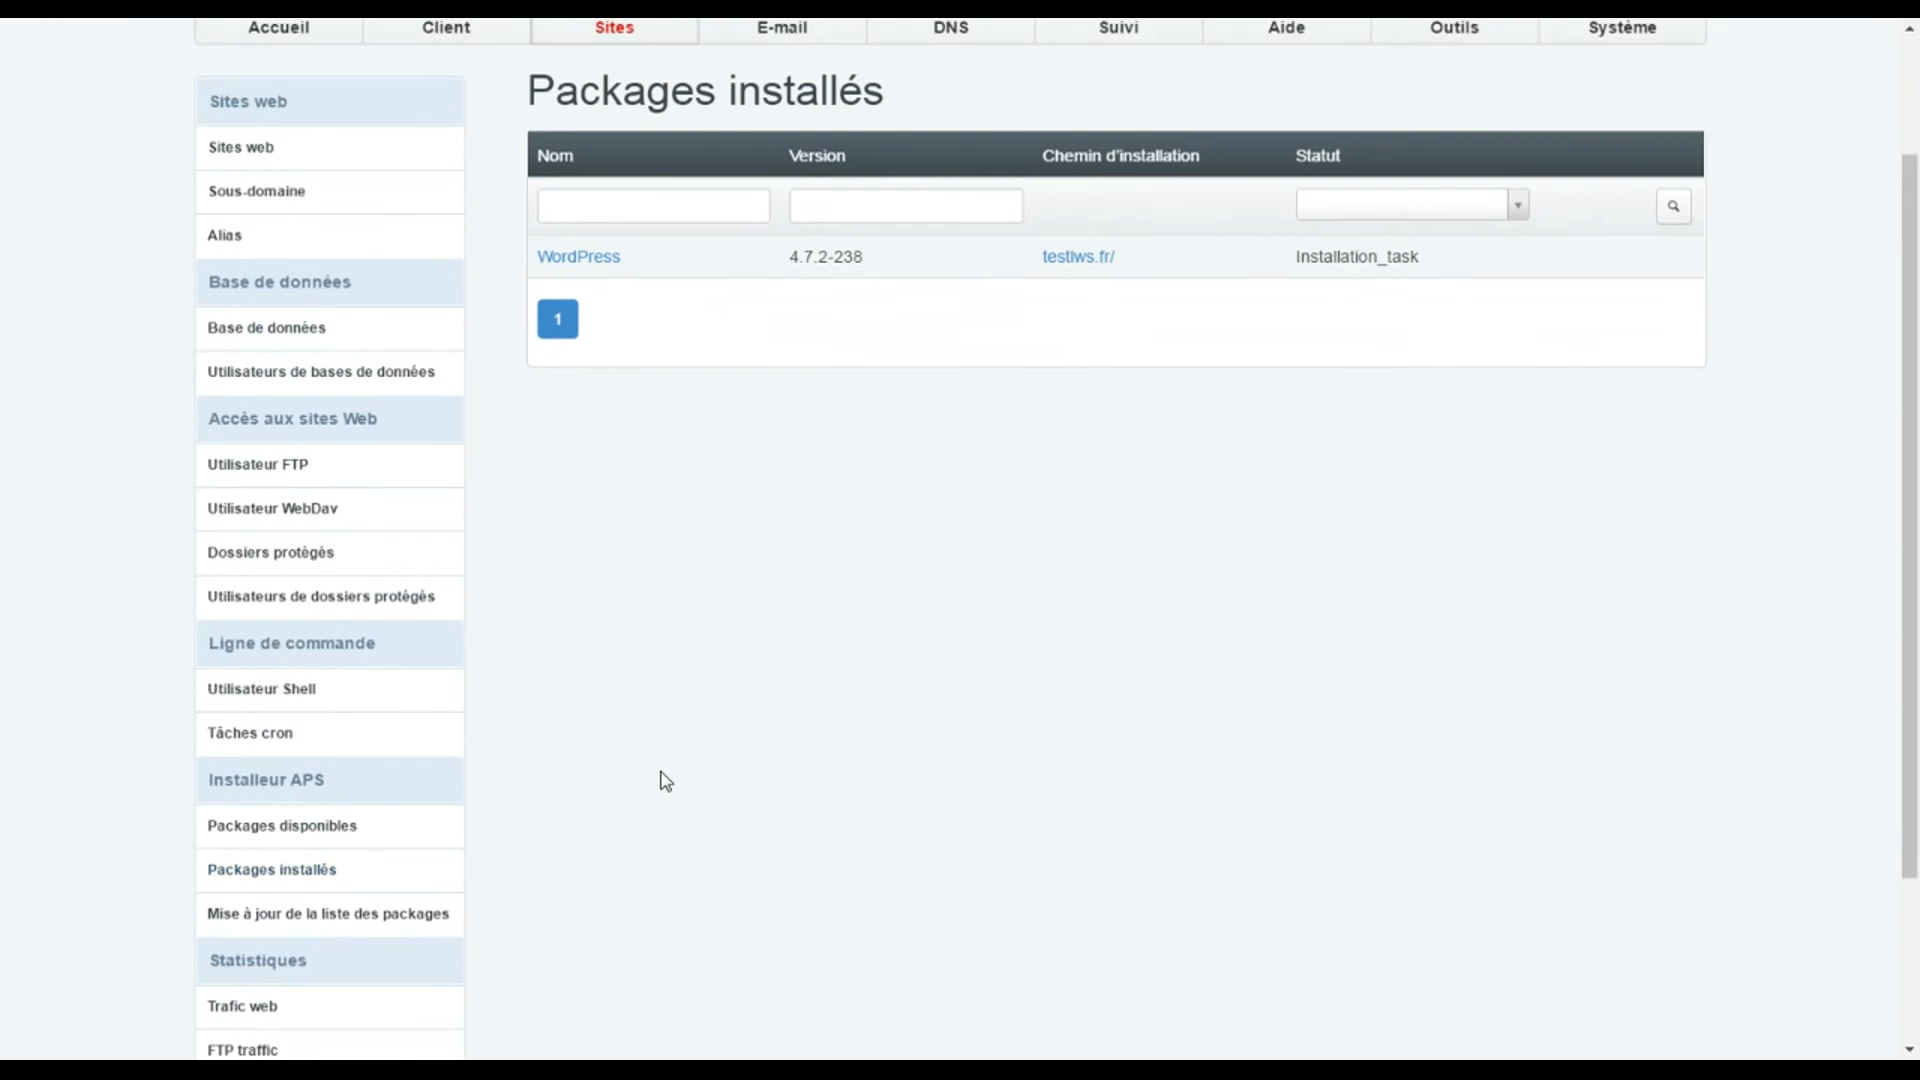 Accueil Client Sites E-mail DNS Suivi Aide Outils Système
Sites web
Sites web
Sous-domaine
Alias
Base de données
Base de données
Utilisateurs de bases de données
Accès aux sites Web
Utilisateur FTP
Utilisateur WebDav
Dossiers protégés
Utilisateurs de dossiers protégés
Ligne de commande
Utilisateur Shell
Tâches cron
Installeur APS
Packages disponibles
Packages installés
Mise à jour de la liste des packages
Statistiques
Trafic web
FTP traffic
Packages installés
Nom Version Chemin d'installation Statut
WordPress 4.7.2-238 testlws.fr/ Installation_task
1